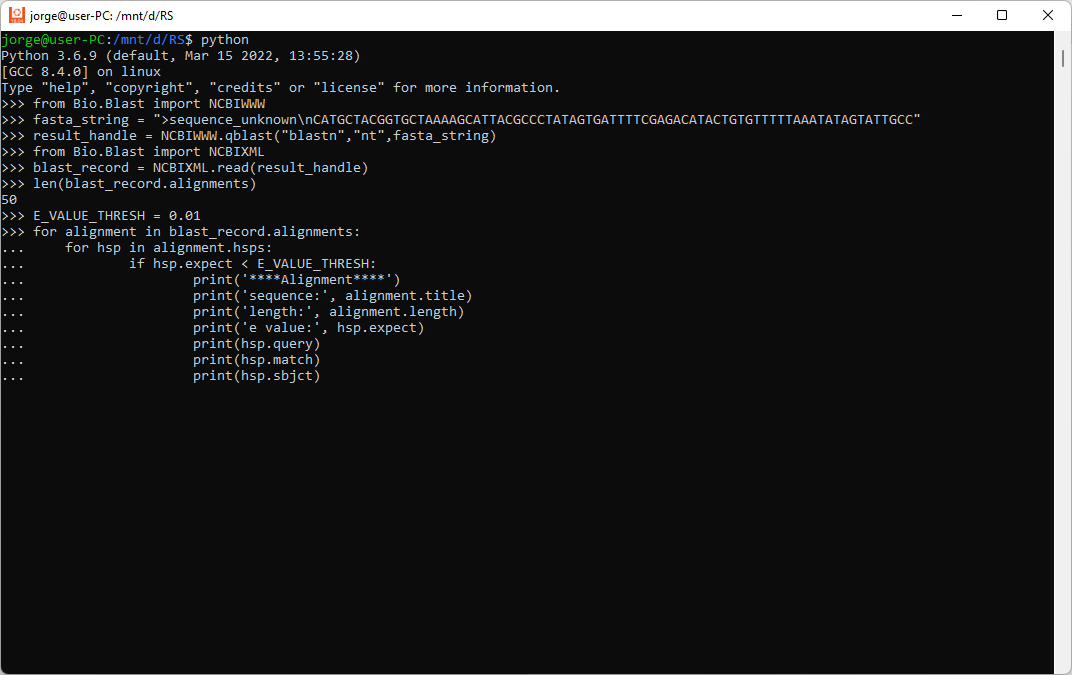 jorge@user-PC: /mnt/d/RS
jorge@user-PC:/mnt/d/RS$ python
Python 3.6.9 (default, Mar 15 2022, 13:55:28)
[GCC 8.4.0] on linux
Type "help", "copyright", "credits" or "license" for more information.
>>> from Bio.Blast import NCBIWWW
>>> fasta_string = ">sequence_unknown\nCATGCTACGGTGCTAAAAGCATTACGCCCTATAGTGATTTTCGAGACATACTGTGTTTTTAAATATAGTATTGCC"
>>> result_handle = NCBIWWW.qblast("blastn","nt",fasta_string)
>>> from Bio.Blast import NCBIXML
>>> blast_record = NCBIXML.read(result_handle)
>>> len(blast_record.alignments)
50
>>> E_VALUE_THRESH = 0.01
>>> for alignment in blast_record.alignments:
...     for hsp in alignment.hsps:
...             if hsp.expect < E_VALUE_THRESH:
...                     print('****Alignment****')
...                     print('sequence:', alignment.title)
...                     print('length:', alignment.length)
...                     print('e value:', hsp.expect)
...                     print(hsp.query)
...                     print(hsp.match)
...                     print(hsp.sbjct)